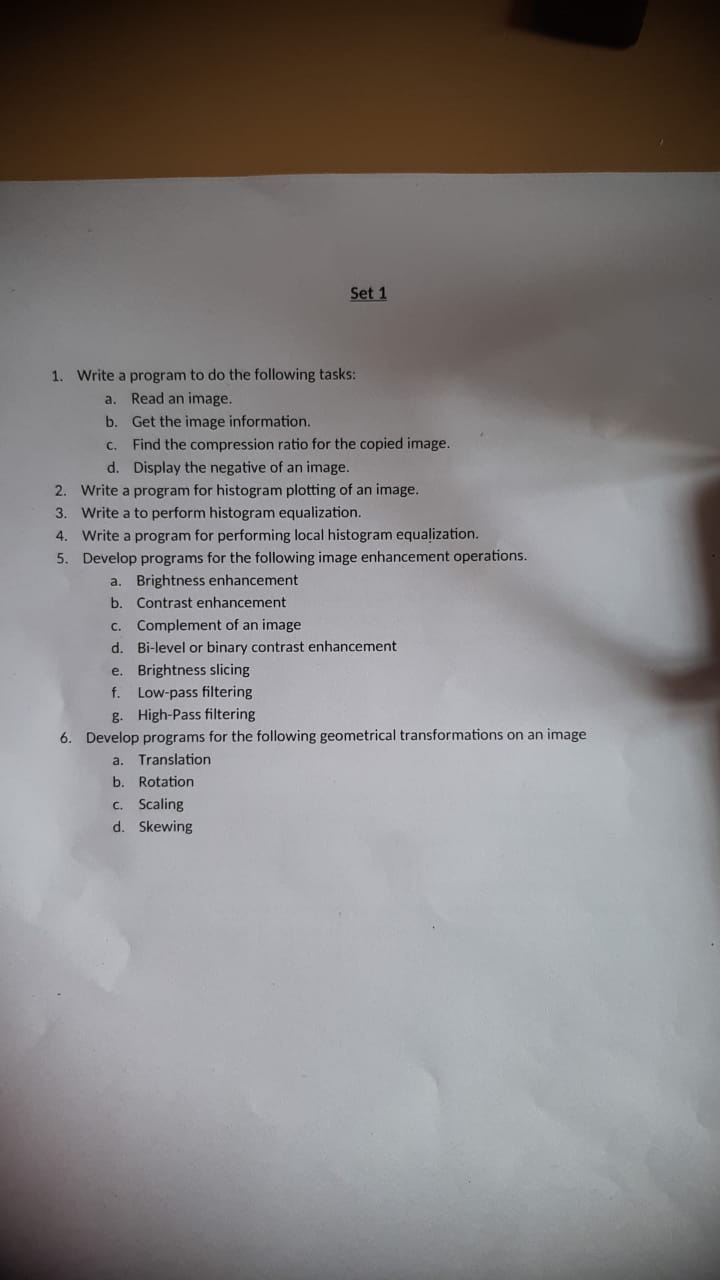 Set 1
1. Write a program to do the following tasks:
a. Read an image.
b. Get the image information.
c. Find the compression ratio for the copied image.
d. Display the negative of an image.
2. Write a program for histogram plotting of an image.
3. Write a to perform histogram equalization.
4. Write a program for performing local histogram equalization.
5. Develop programs for the following image enhancement operations.
a. Brightness enhancement
b. Contrast enhancement
c. Complement of an image
d. Bi-level or binary contrast enhancement
e. Brightness slicing
f. Low-pass filtering
g. High-Pass filtering
6. Develop programs for the following geometrical transformations on an image
a. Translation
b. Rotation
c. Scaling
d. Skewing